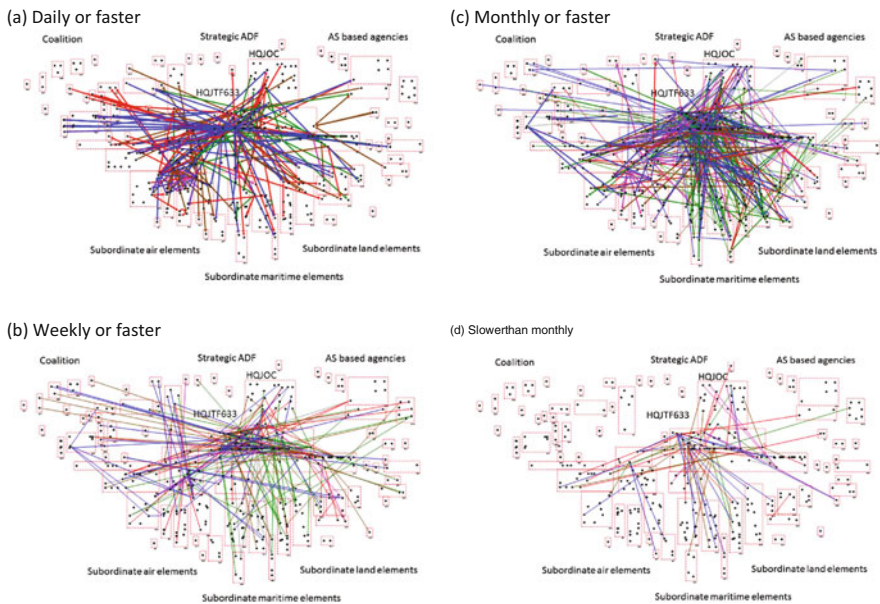 (a) Daily or faster
Coalition
Strategic ADF
AS based agencies
HQJOC
HQJTF633
Subordinate air elements
Subordinate land elements
Subordinate maritime elements
(c) Monthly or faster
Coalition
Strategic ADF
AS based agencies
HQJOC
HQJTF633
Subordinate air elements
Subordinate land elements
Subordinate maritime elements
(b) Weekly or faster
Coalition
Strategic ADF
AS based agencies
HQJOC
HQJTF633
Subordinate air elements
Subordinate land elements
Subordinate maritime elements
(d) Slowerthan monthly
Coalition
Strategic ADF
AS based agencies
HQJOC
HQJTF633
Subordinate air elements
Subordinate land elements
Subordinate maritime elements